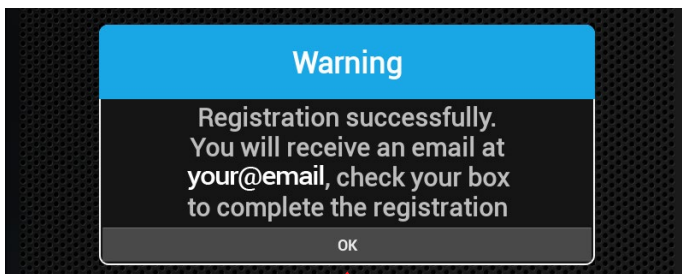 Warning
Registration successfully.
You will receive an email at
your@email, check your box
to complete the registration
OK